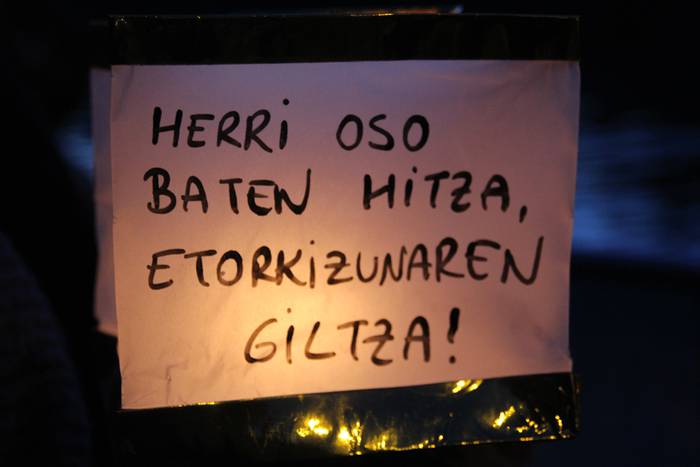 HERRi OSO
BATEN HiTZA,
ETORKiZUNAREN
GiLTZA!